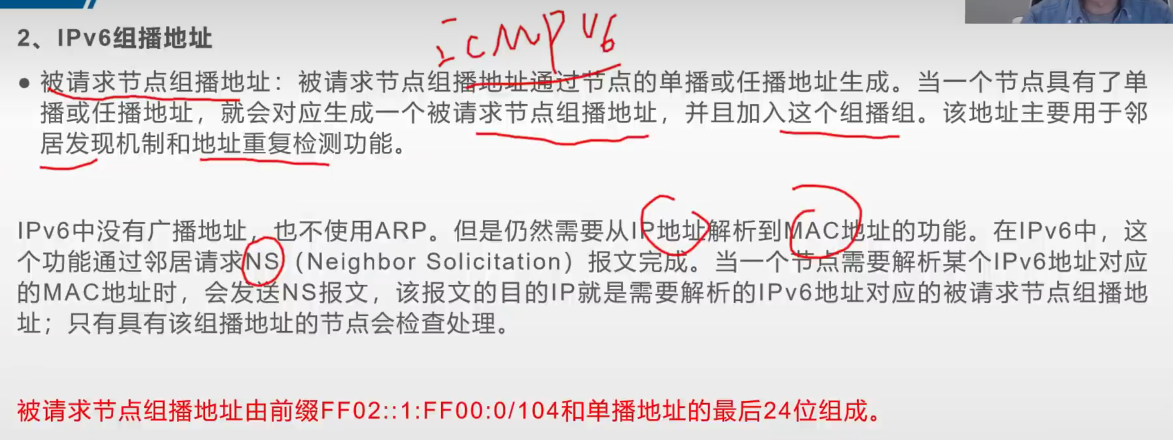 2、IPv6组播地址
ICMPv6
● 被请求节点组播地址：被请求节点组播地址通过节点的单播或任播地址生成。当一个节点具有了单
播或任播地址，就会对应生成一个被请求节点组播地址，并且加入这个组播组。该地址主要用于邻
居发现机制和地址重复检测功能。
IPv6中没有广播地址，也不使用ARP。但是仍然需要从IP地址解析到MAC地址的功能。在IPv6中，这
个功能通过邻居请求NS（Neighbor Solicitation）报文完成。当一个节点需要解析某个IPv6地址对应
的MAC地址时，会发送NS报文，该报文的目的IP就是需要解析的IPv6地址对应的被请求节点组播地
址；只有具有该组播地址的节点会检查处理。
被请求节点组播地址由前缀FF02::1:FF00:0/104和单播地址的最后24位组成。